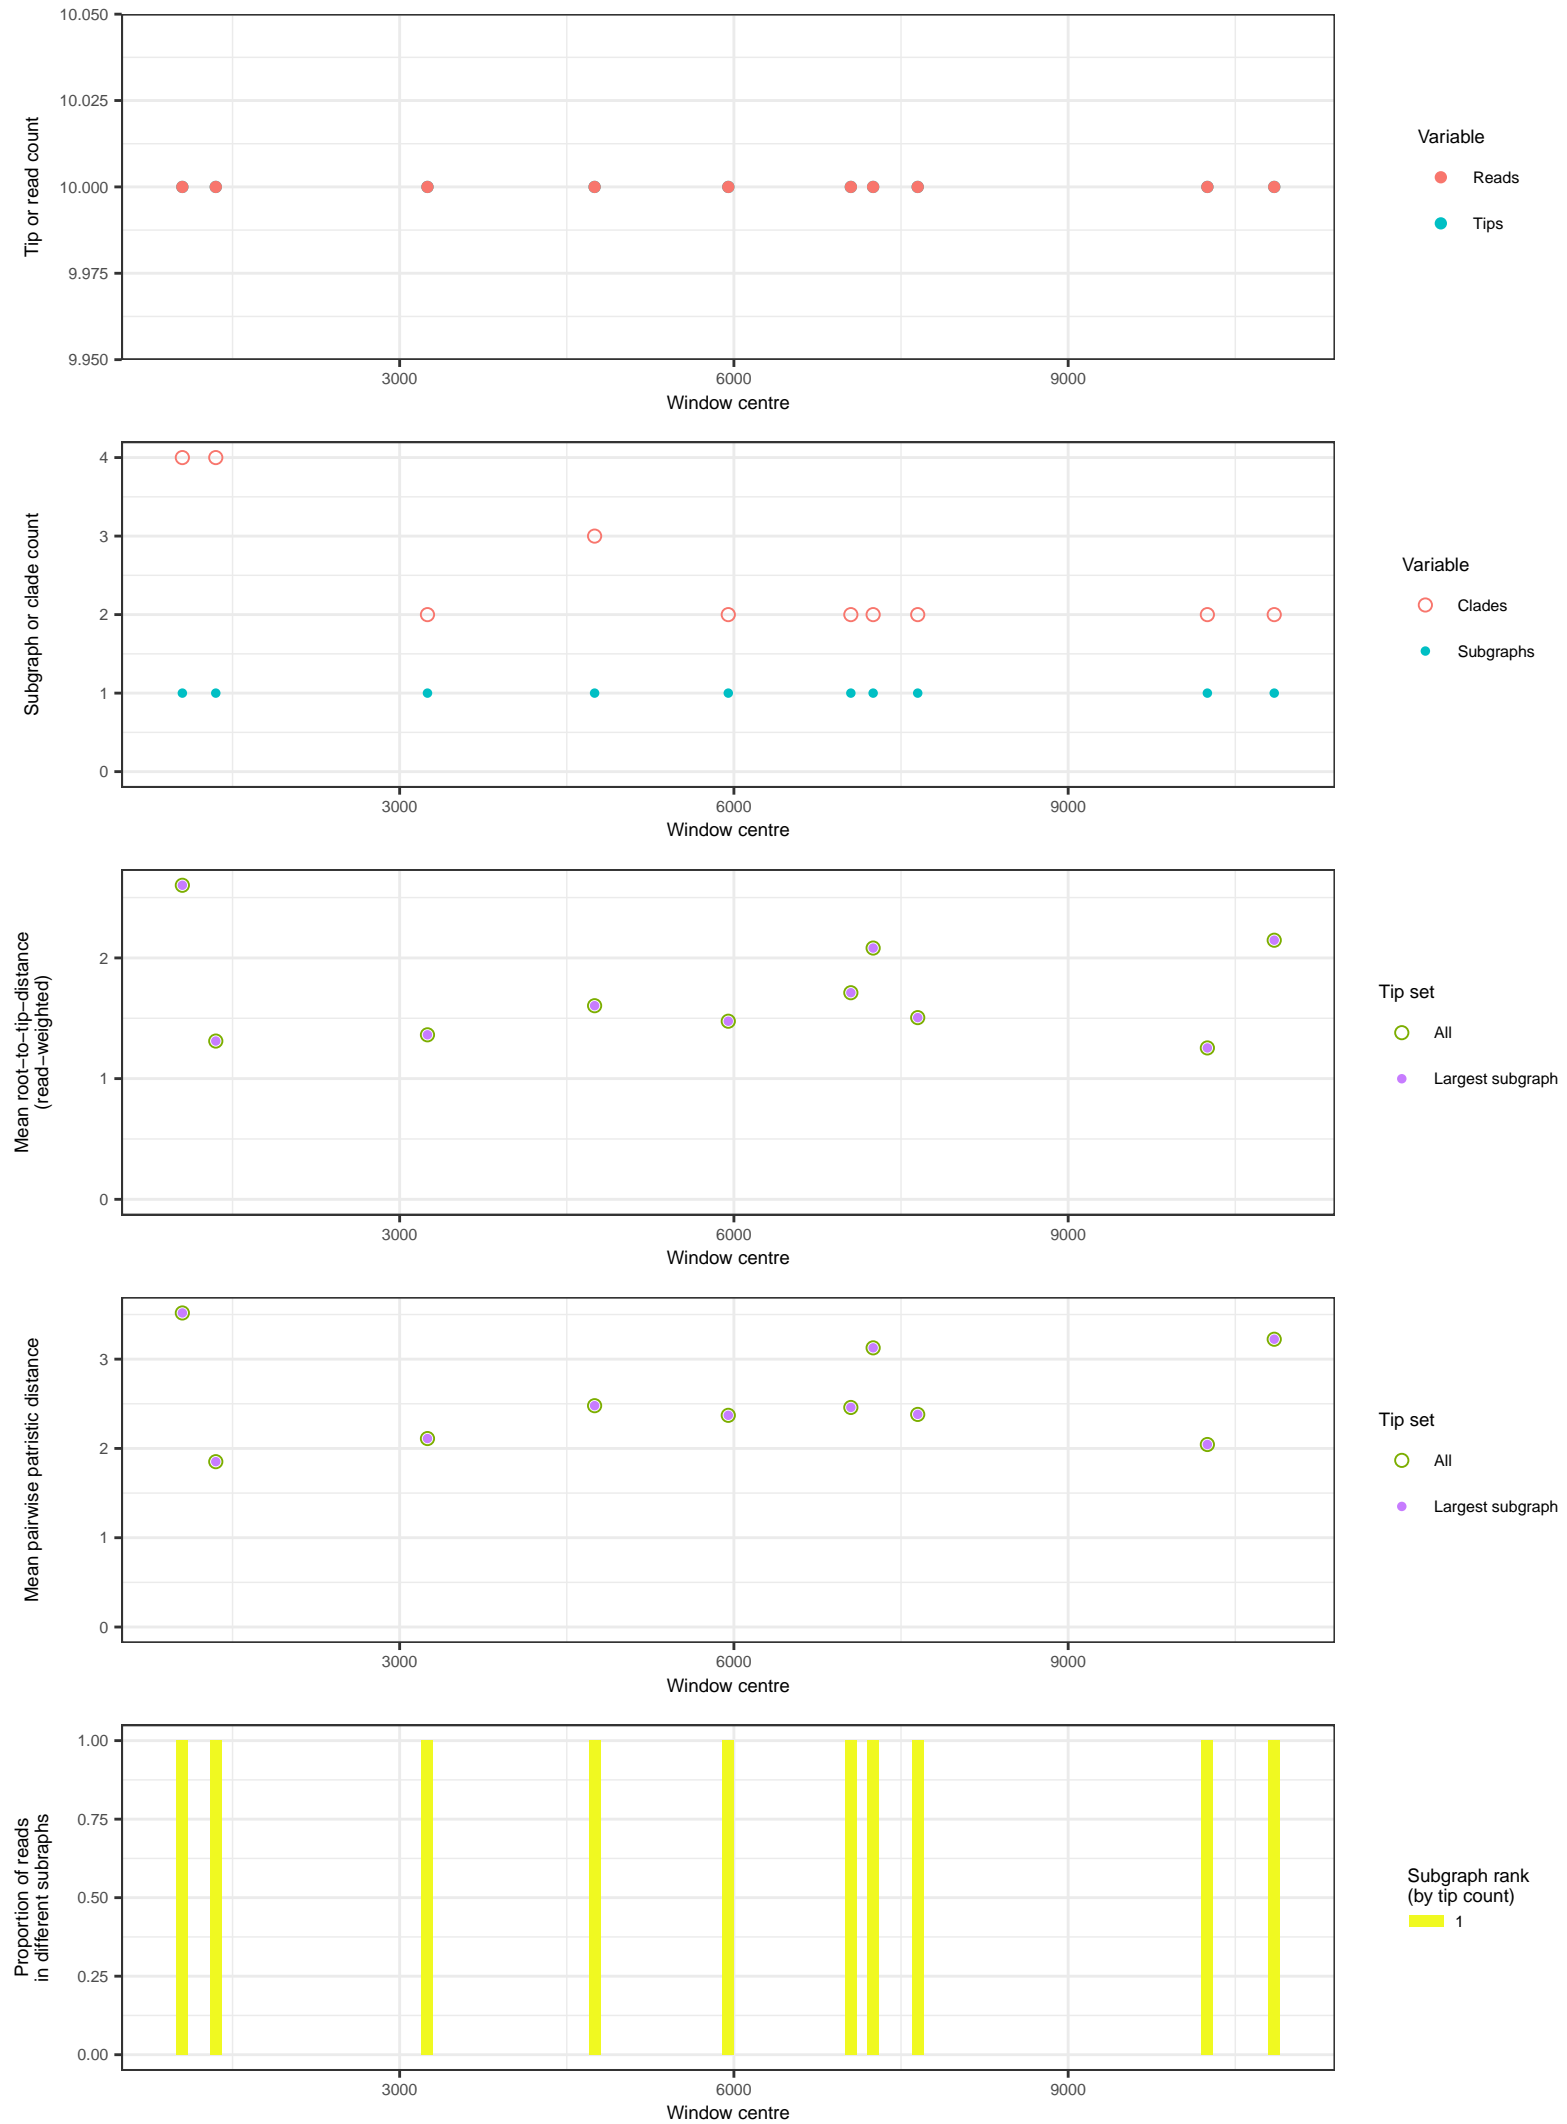 10.050
10.025
10.000
9.975
9.950
Tip or read count
3000
6000
9000
Window centre
Variable
Reads
Tips
4
3
2
1
0
Subgraph or clade count
3000
6000
9000
Window centre
Variable
Clades
Subgraphs
2
1
0
Mean root−to−tip−distance
(read−weighted)
3000
6000
9000
Window centre
Tip set
All
Largest subgraph
3
2
1
0
Mean pairwise patristic distance
3000
6000
9000
Window centre
Tip set
All
Largest subgraph
1.00
0.75
0.50
0.25
0.00
Proportion of reads
in different subraphs
3000
6000
9000
Window centre
Subgraph rank
(by tip count)
1